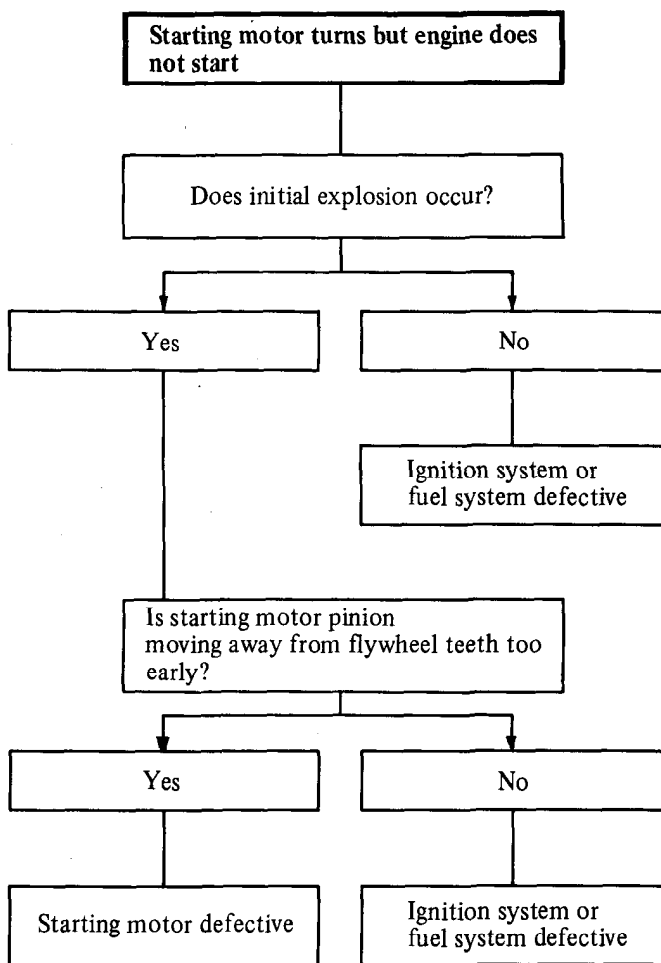 Starting motor turns but engine does
not start
Does initial explosion occur?
Yes
No
Ignition system or
fuel system defective
Is starting motor pinion
moving away from flywheel teeth too
early?
Yes
No
Starting motor defective
Ignition system or
fuel system defective